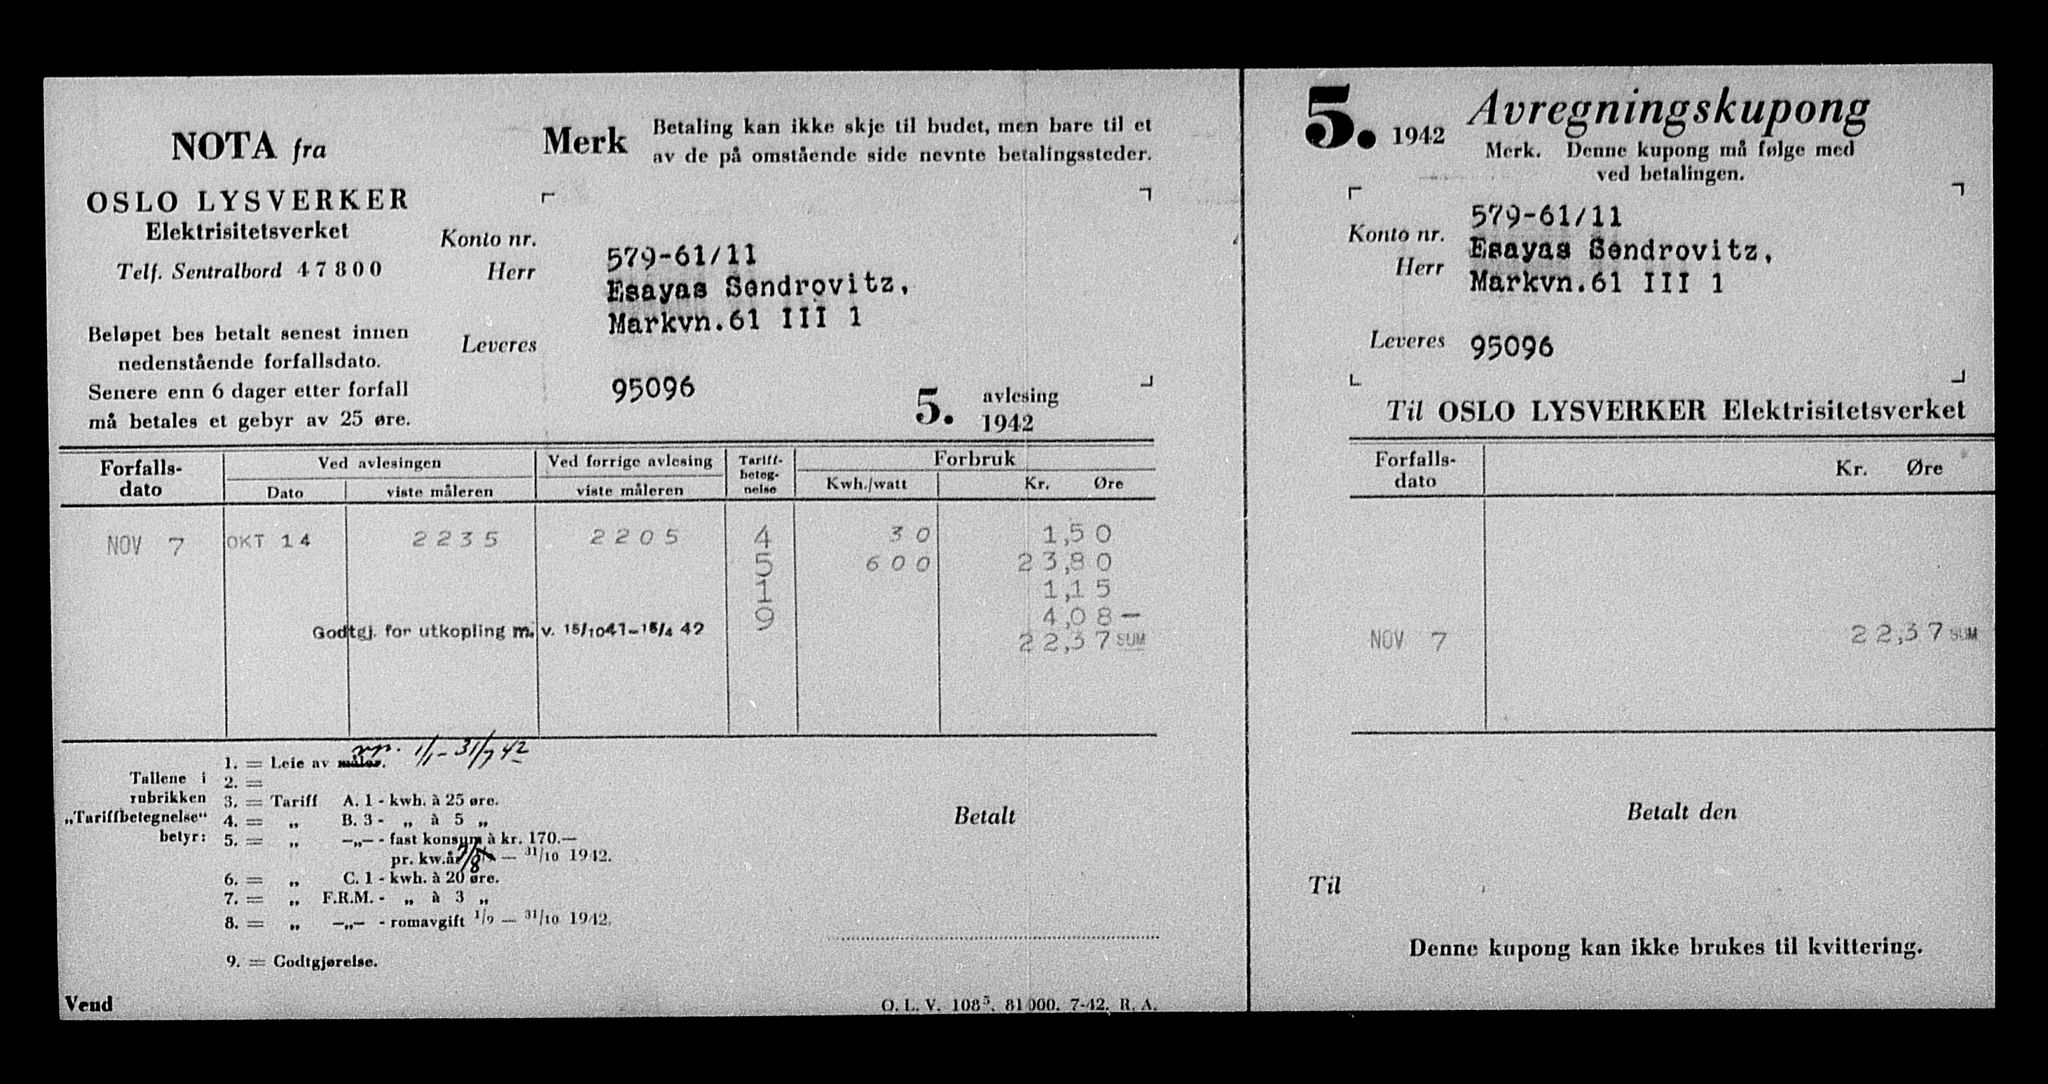 NOTA fra
OSLO LYSVERKER
Elektrisitetsverket
Telf. Sentralbord 47800
Beløpet bes betalt senest innen
nedenstående forfallsdato.
Senere enn 6 dager etter forfall
må betales et gebyr av 25 øre.
Merk Betaling kan ikke skje til budet, men bare til et
av de på omstående side nevnte betalingssteder.
Konto nr. 579-61/11
Herr Esayas Sendrovitz,
Markvn.61 III 1
Leveres
95096
5. avlesing
1942
Forfalls-
dato
Ved avlesingen
Dato viste måleren
Ved forrige avlesing
viste måleren
Tariff-
beteg-
nelse
Forbruk
Kwh./watt Kr. Øre
NOV 7 OKT 14 2235 2205 4 30 1,50
5 600 23,80
1 1,15
9 4,08-
Godtgj. for utkopling m. v. 15/1041-15/4 42
22,37 SUM
vp. 1/1-31/7 42
Tallene i
rubrikken
„Tariffbetegnelse“
betyr:
1. = Leie av måler.
2. =
3. = Tariff A. 1 - kwh. à 25 øre.
4. = „ B. 3 - „ à 5 „
5. = „ —„— - fast konsum à kr. 170.—
pr. kw.år 1/8 — 31/10 1942.
6. = „ C. 1 - kwh. à 20 øre.
7. = „ F.R.M. - „ à 3 „
8. = „ —„— - romavgift 1/9 — 31/10 1942.
9. = Godtgjørelse.
Betalt
Vend
O. L. V. 108⁵. 81000. 7-42. R. A.
5. 1942 Avregningskupong
Merk. Denne kupong må følge med
ved betalingen.
Konto nr. 579-61/11
Herr Esayas Sendrovitz,
Markvn.61 III 1
Leveres 95096
Til OSLO LYSVERKER Elektrisitetsverket
Forfalls-
dato
Kr. Øre
NOV 7 22,37 SUM
Betalt den
Til
Denne kupong kan ikke brukes til kvittering.